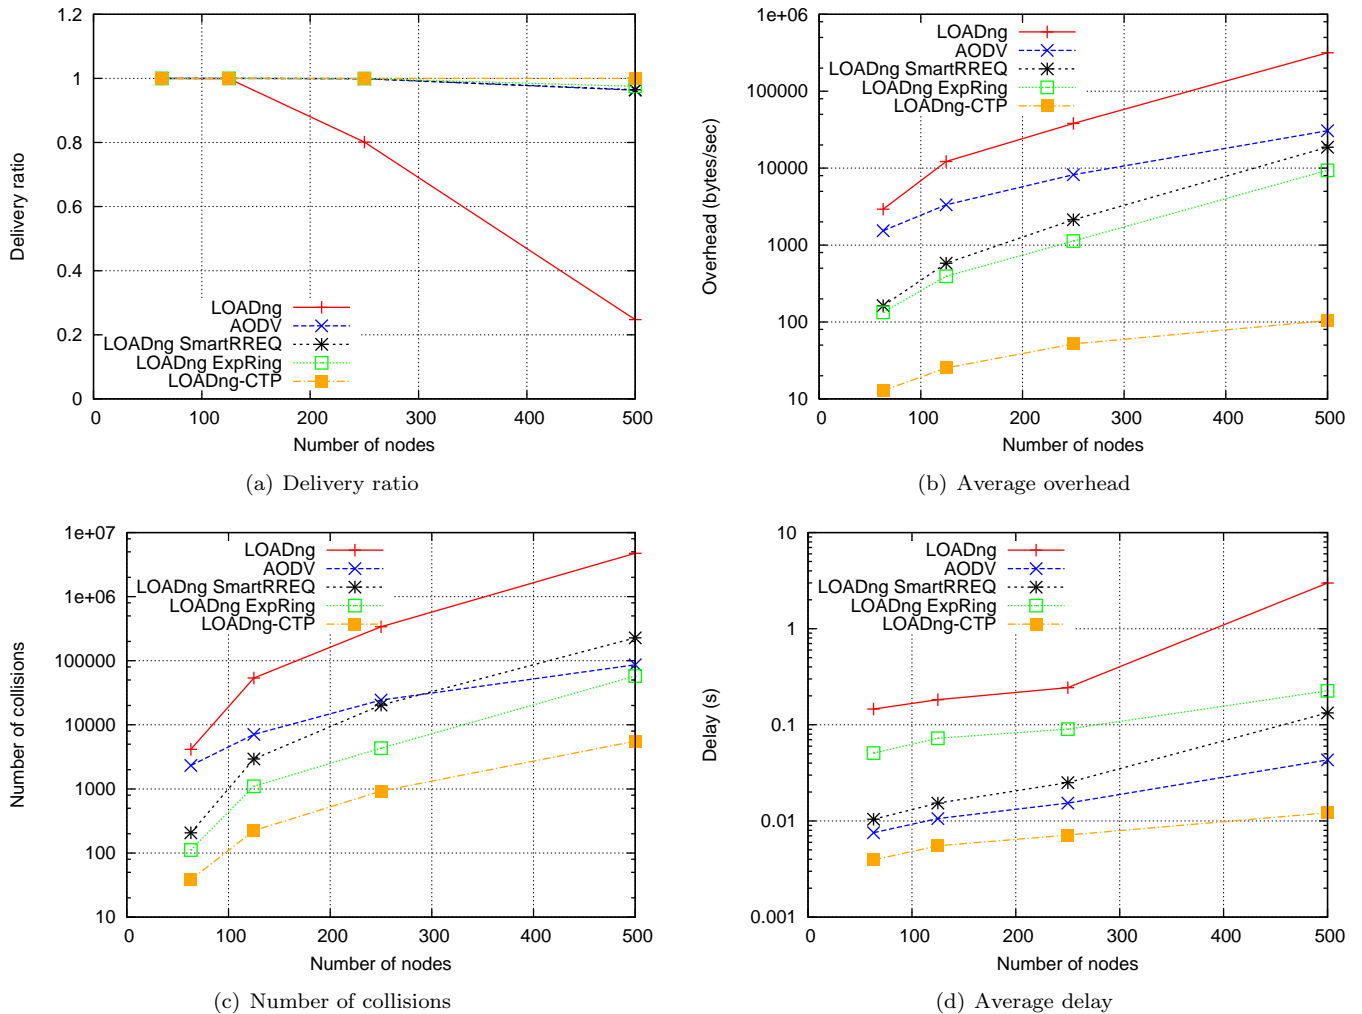 1.2
1
0.8
0.6
0.4
0.2
0
Delivery ratio
LOADng
AODV
LOADng SmartRREQ
LOADng ExpRing
LOADng-CTP
0 100 200 300 400 500
Number of nodes
(a) Delivery ratio
1e+06
100000
10000
1000
100
10
Overhead (bytes/sec)
LOADng
AODV
LOADng SmartRREQ
LOADng ExpRing
LOADng-CTP
0 100 200 300 400 500
Number of nodes
(b) Average overhead
1e+07
1e+06
100000
10000
1000
100
10
Number of collisions
LOADng
AODV
LOADng SmartRREQ
LOADng ExpRing
LOADng-CTP
0 100 200 300 400 500
Number of nodes
(c) Number of collisions
10
1
0.1
0.01
0.001
Delay (s)
LOADng
AODV
LOADng SmartRREQ
LOADng ExpRing
LOADng-CTP
0 100 200 300 400 500
Number of nodes
(d) Average delay